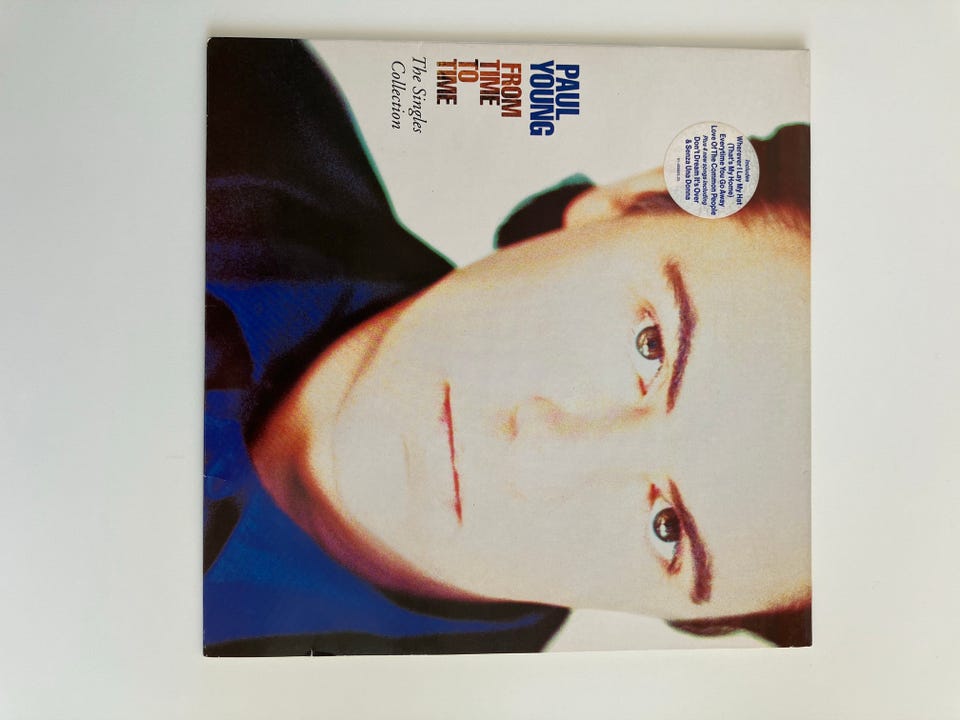 PAUL
YOUNG
FROM
TIME
TO
TIME
The Singles
Collection
includes
Wherever I Lay My Hat
(That's My Home)
Everytime You Go Away
Love Of The Common People
Plus 4 new songs including
Don't Dream It's Over
& Senza Una Donna